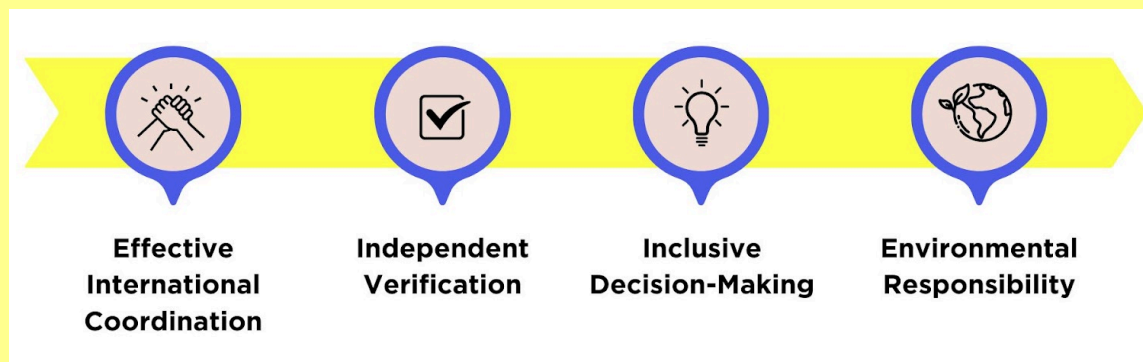 Effective
International
Coordination
Independent
Verification
Inclusive
Decision-Making
Environmental
Responsibility